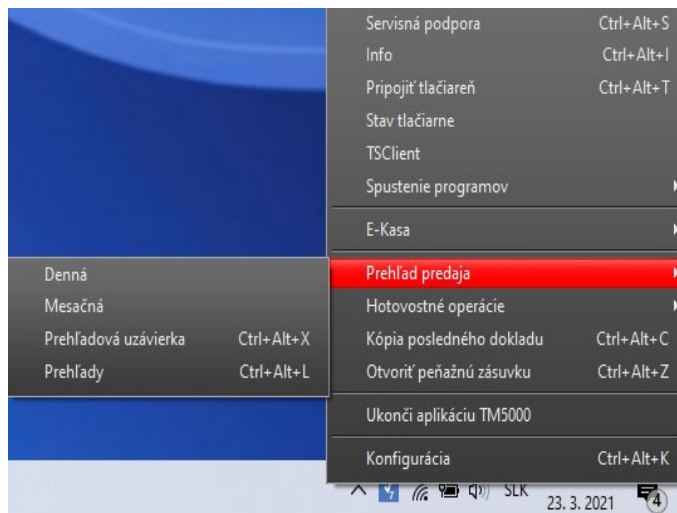 Servisná podpora Ctrl+Alt+S
Info Ctrl+Alt+I
Pripojiť tlačiareň Ctrl+Alt+T
Stav tlačiarne
TSClient
Spustenie programov
E-Kasa
Prehľad predaja
Hotovostné operácie
Kópia posledného dokladu Ctrl+Alt+C
Otvoriť peňažnú zásuvku Ctrl+Alt+Z
Ukonči aplikáciu TM5000
Konfigurácia Ctrl+Alt+K
Denná
Mesačná
Prehľadová uzávierka Ctrl+Alt+X
Prehľady Ctrl+Alt+L
SLK
23. 3. 2021
4